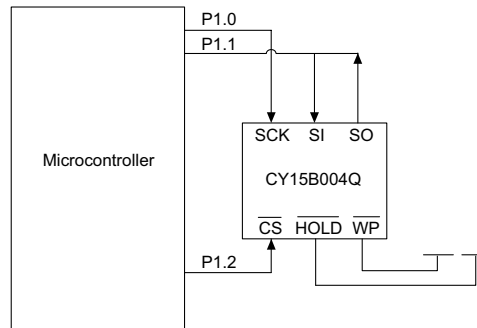 P1.0
P1.1
SCK SI SO
Microcontroller
CY15B004Q
CS HOLD WP
P1.2